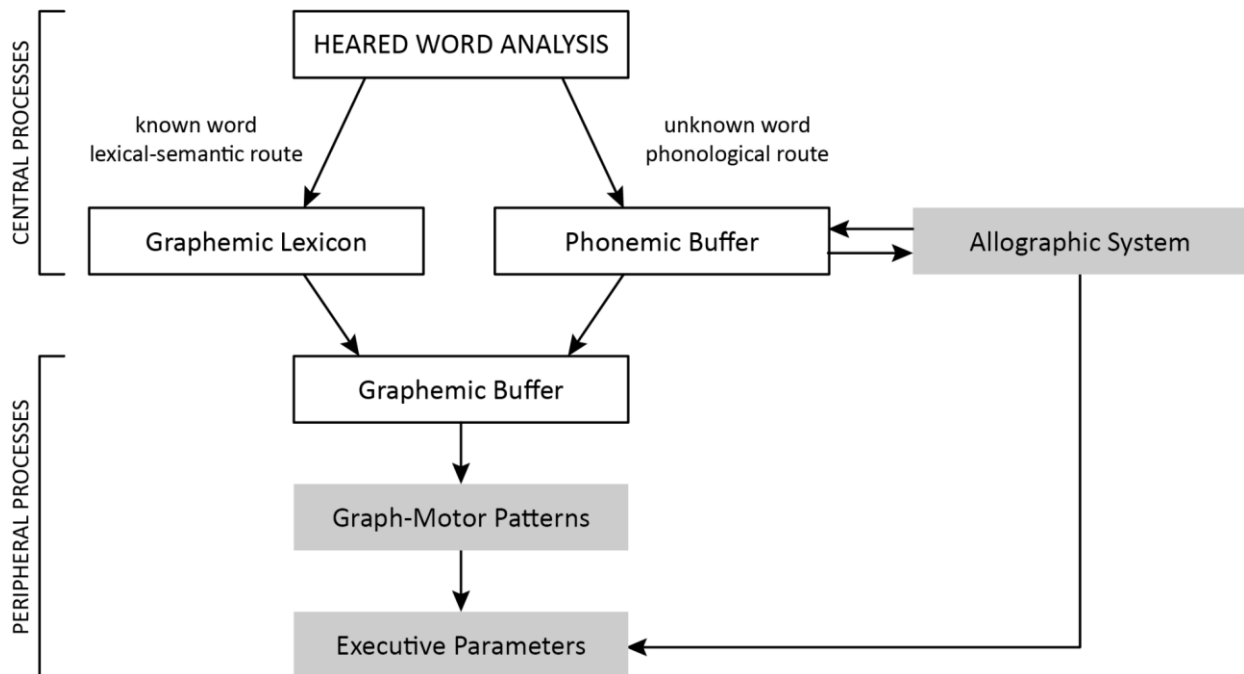 CENTRAL PROCESSES
HEARED WORD ANALYSIS
known word
lexical-semantic route
unknown word
phonological route
Graphemic Lexicon
Phonemic Buffer
Allographic System
PERIPHERAL PROCESSES
Graphemic Buffer
Graph-Motor Patterns
Executive Parameters